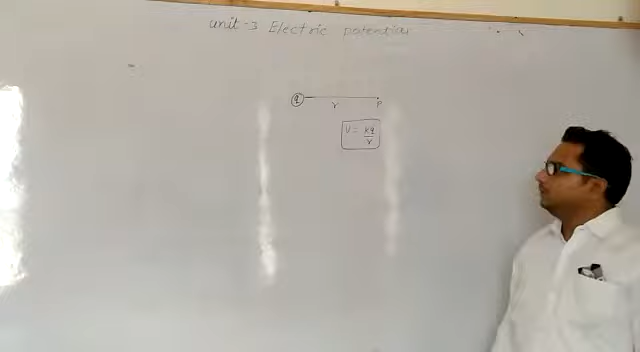 unit-3 Electric potential
q r p
V = kq/r